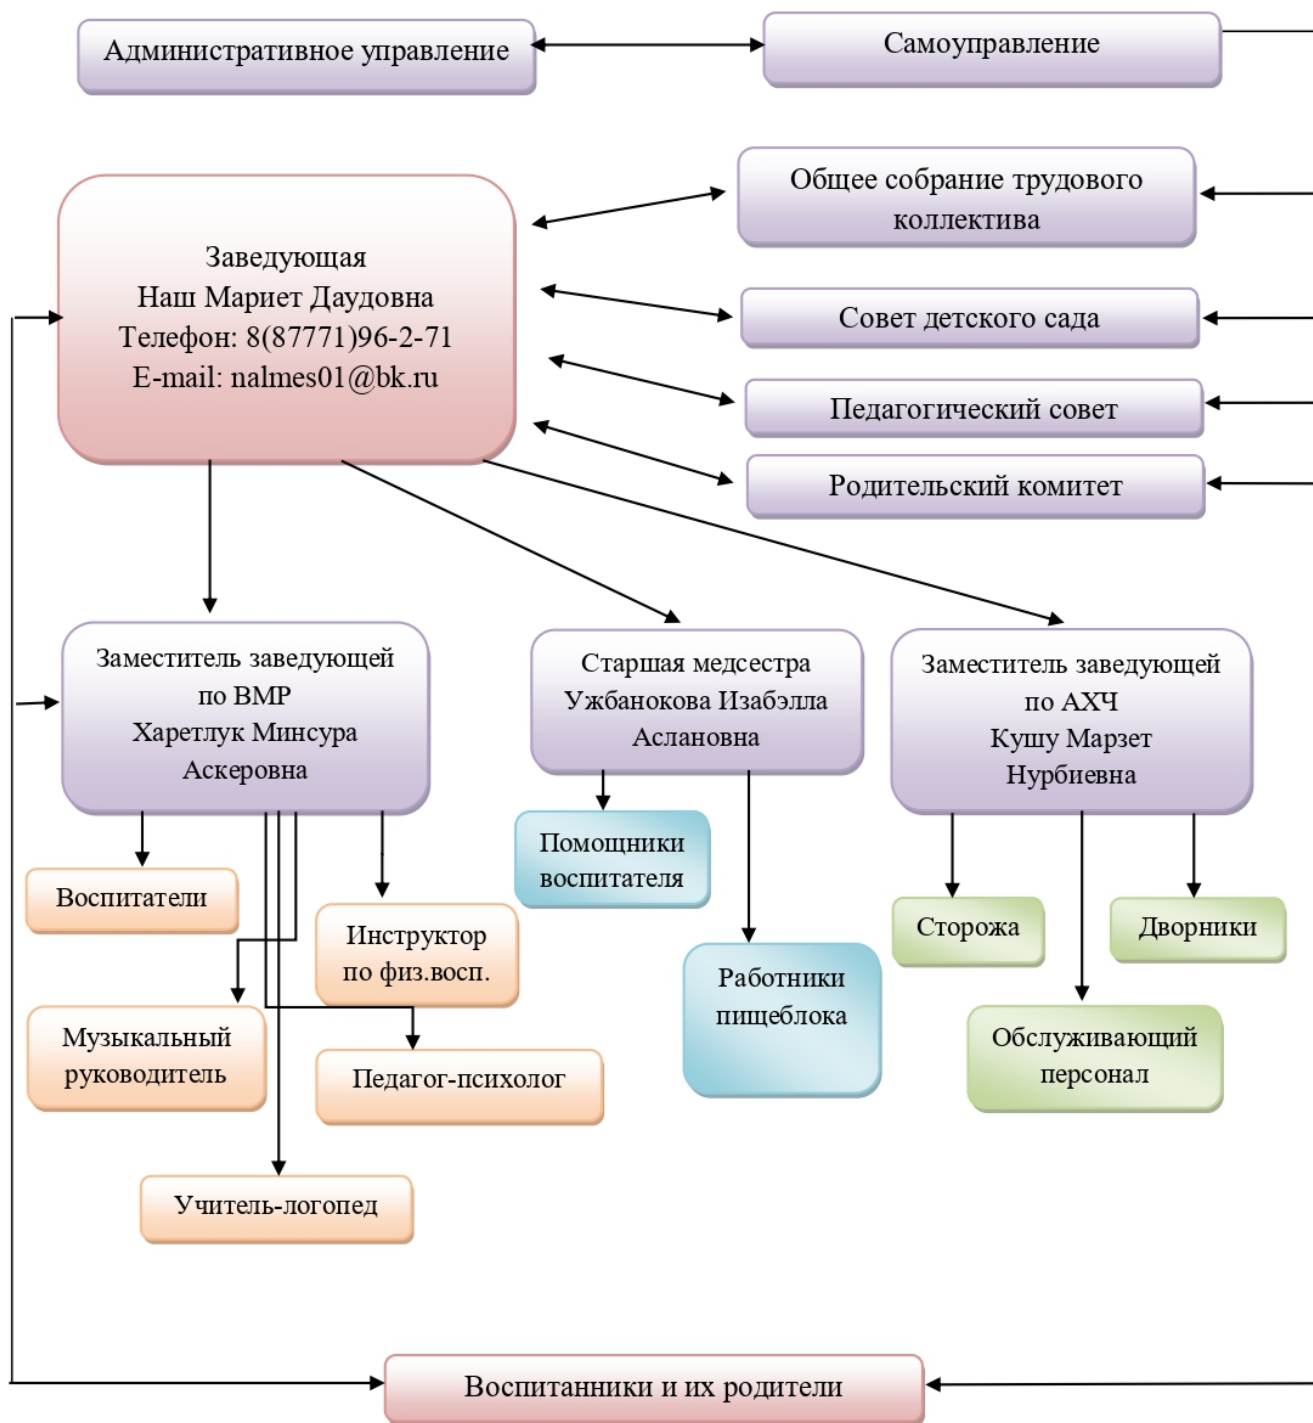 Административное управление
Самоуправление
Общее собрание трудового
коллектива
Заведующая
Наш Мариет Даудовна
Телефон: 8(87771)96-2-71
E-mail: nalmes01@bk.ru
Совет детского сада
Педагогический совет
Родительский комитет
Заместитель заведующей
по ВМР
Харетлук Минсура
Аскеровна
Старшая медсестра
Ужбанокова Изабэлла
Аслановна
Заместитель заведующей
по АХЧ
Кушу Марзет
Нурбиевна
Воспитатели
Инструктор
по физ.восп.
Музыкальный
руководитель
Педагог-психолог
Учитель-логопед
Помощники
воспитателя
Работники
пищеблока
Сторожа
Дворники
Обслуживающий
персонал
Воспитанники и их родители